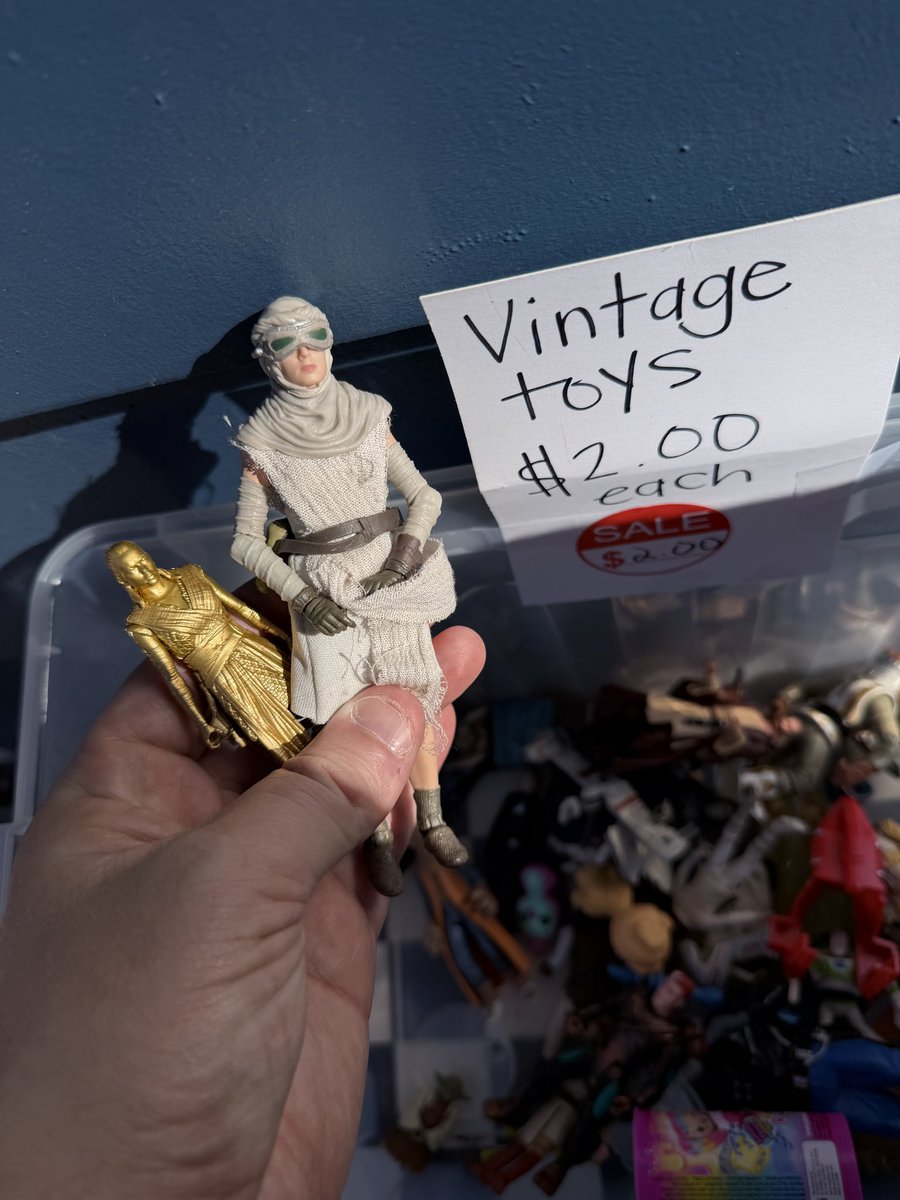 Vintage
toys
$2.00
each
SALE
$2.00